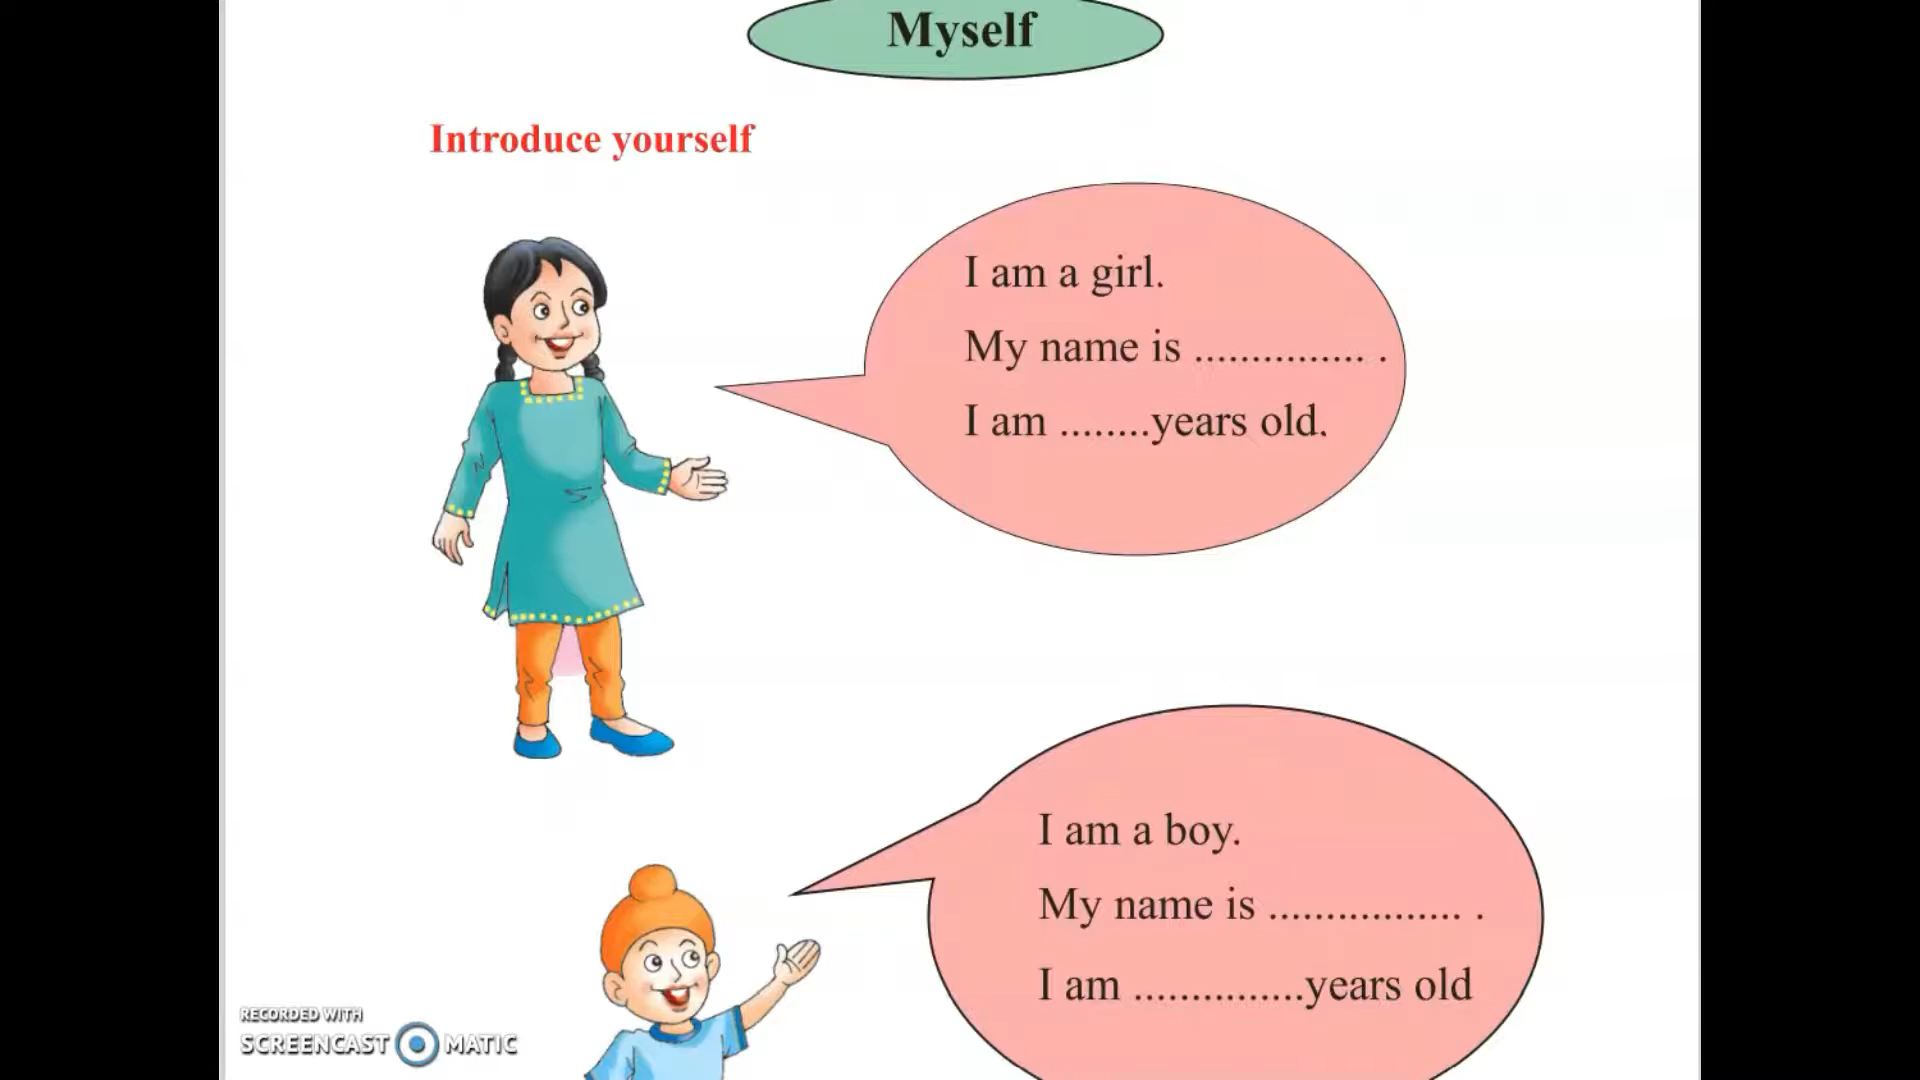 Myself
Introduce yourself
I am a girl.
My name is ............... .
I am ........years old.
I am a boy.
My name is ................. .
I am ...............years old
RECORDED WITH
SCREENCAST MATIC